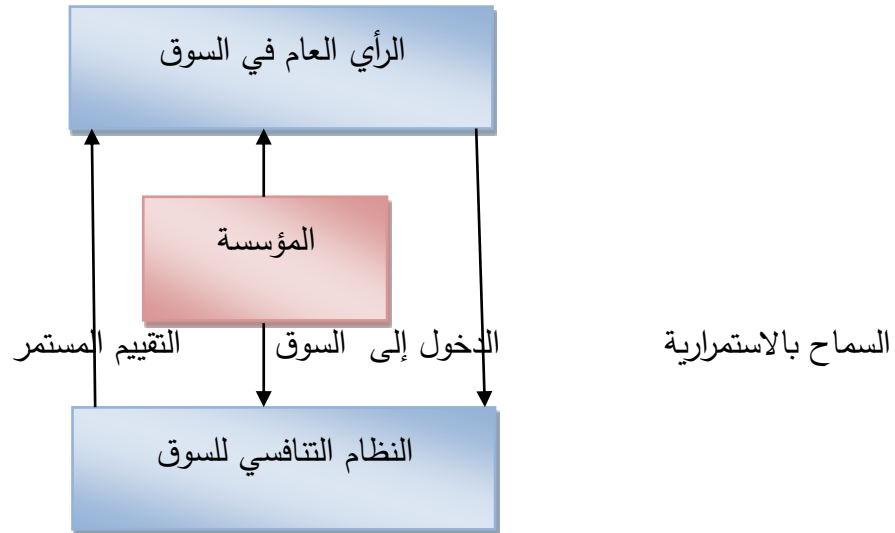 الرأي العام في السوق
المؤسسة
السماح بالاستمرارية الدخول إلى السوق التقييم المستمر
النظام التنافسي للسوق